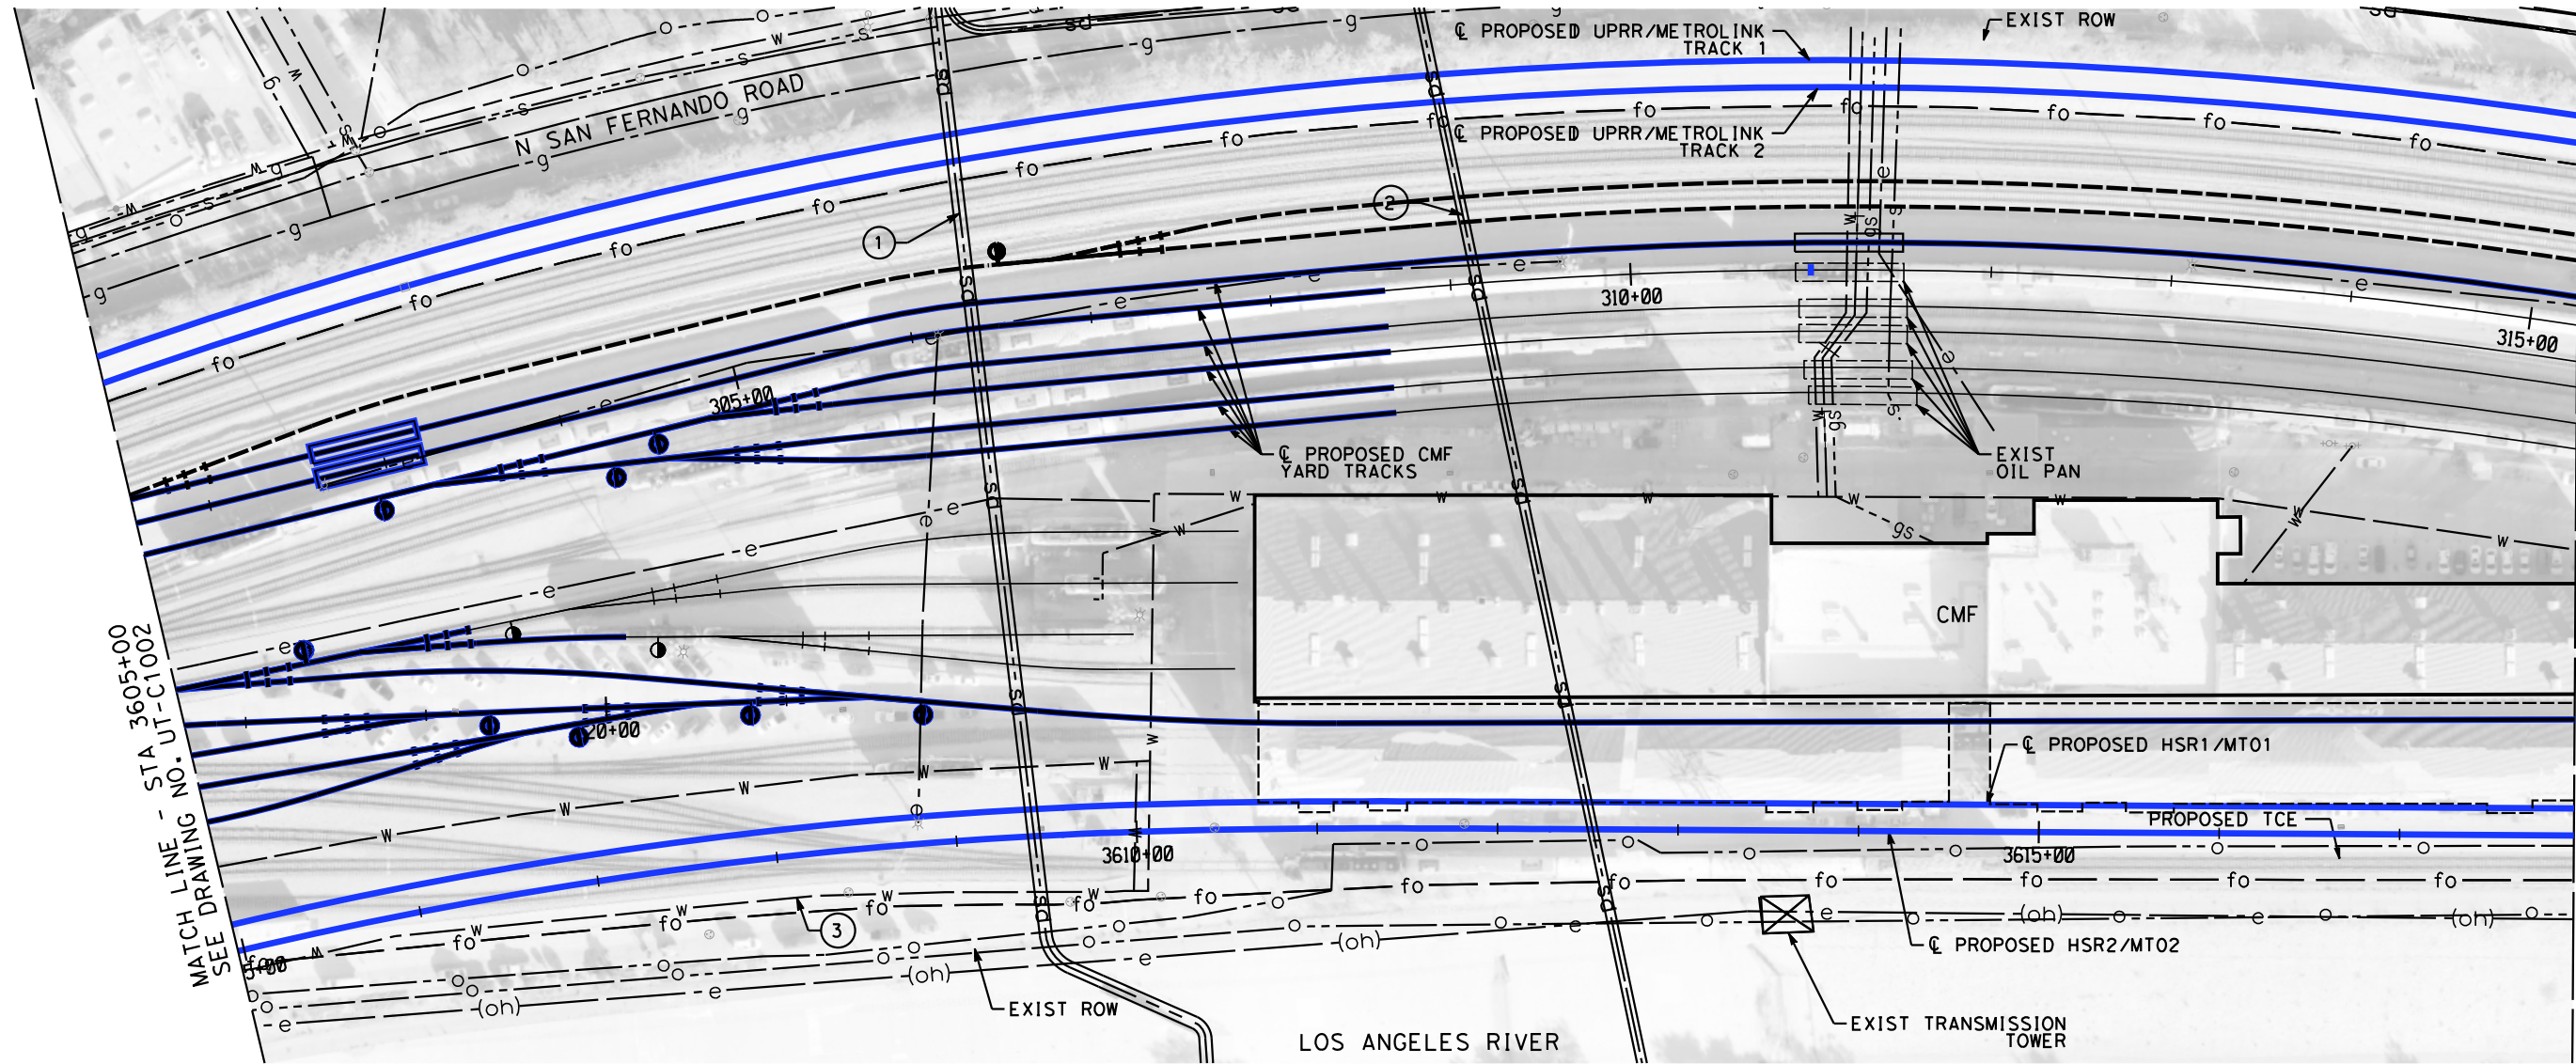 ℄ PROPOSED UPRR/METROLINK
TRACK 1
EXIST ROW
N SAN FERNANDO ROAD
℄ PROPOSED UPRR/METROLINK
TRACK 2
1
2
310+00
315+00
305+00
℄ PROPOSED CMF
YARD TRACKS
EXIST
OIL PAN
CMF
MATCH LINE - STA 3605+00
SEE DRAWING NO. UT-C1002
20+00
℄ PROPOSED HSR1/MT01
PROPOSED TCE
3610+00
3615+00
3
℄ PROPOSED HSR2/MT02
EXIST ROW
EXIST TRANSMISSION
TOWER
LOS ANGELES RIVER